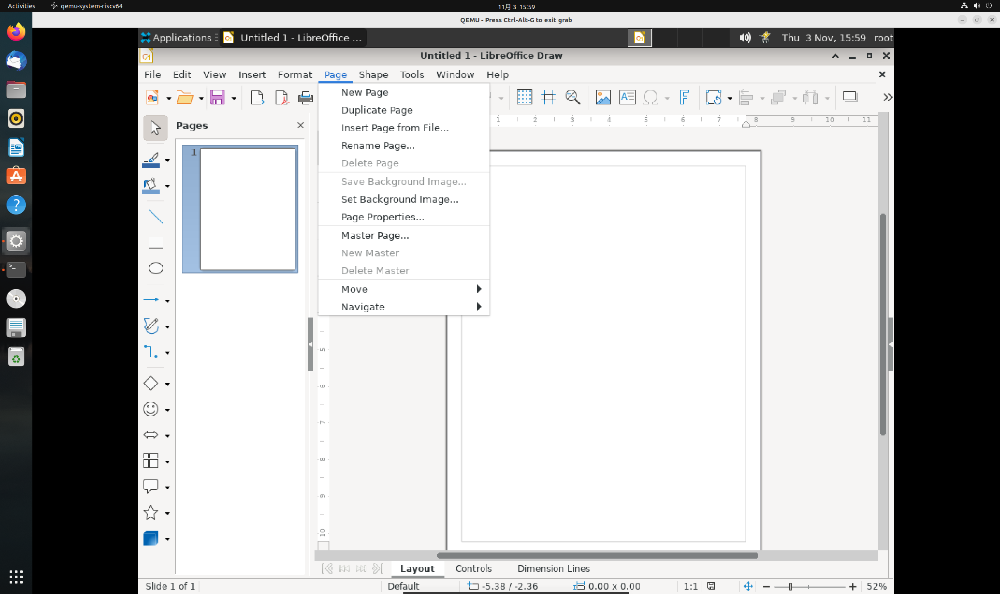 Activities
qemu-system-riscv64
11月 3 15:59
QEMU - Press Ctrl-Alt-G to exit grab
Applications
Untitled 1 - LibreOffice ...
Thu 3 Nov, 15:59
root
Untitled 1 - LibreOffice Draw
File Edit View Insert Format Page Shape Tools Window Help
New Page
Duplicate Page
Insert Page from File...
Rename Page...
Delete Page
Save Background Image...
Set Background Image...
Page Properties...
Master Page...
New Master
Delete Master
Move
Navigate
Pages
1
1 2 3 4 5 6 7 8 9 10 11
5
6
7
8
9
10
Layout Controls Dimension Lines
Slide 1 of 1
Default
-5.38 / -2.36
0.00 x 0.00
1:1
52%